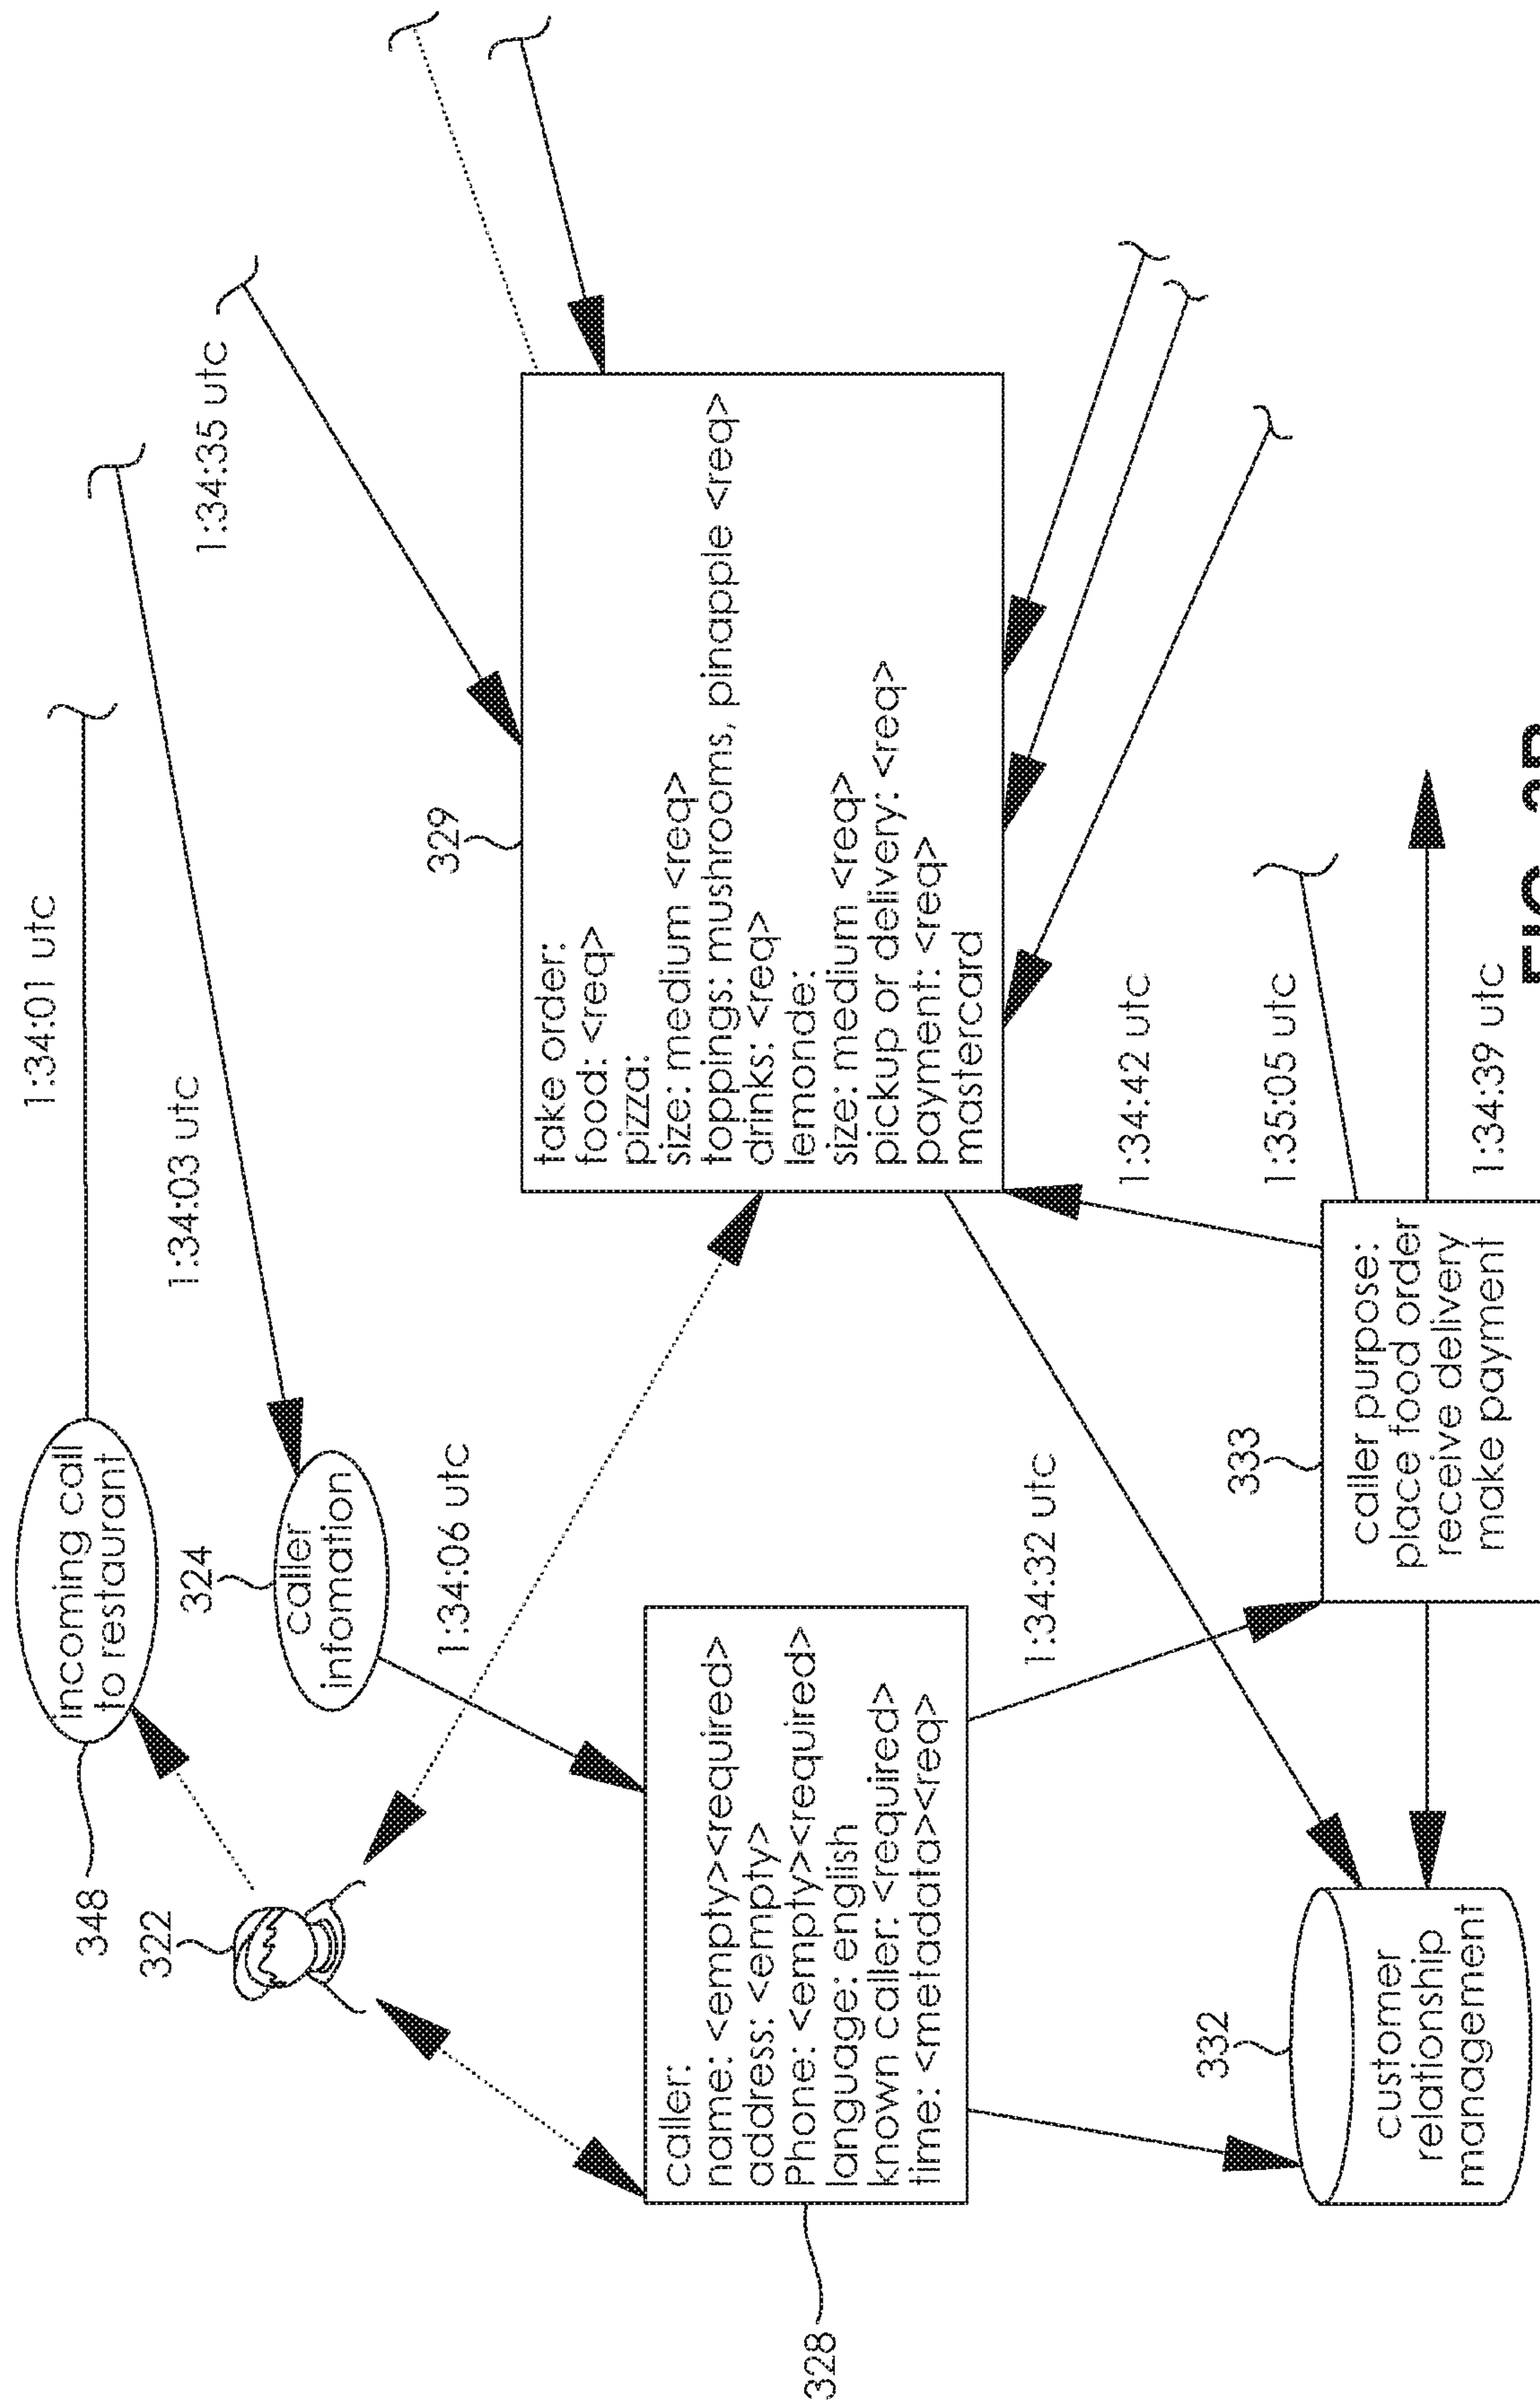 1:34:01 utc
incoming call
to restaurant
348
1:34:03 utc
322
324
caller
infomation
1:34:35 utc
1:34:06 utc
329
take order:
food: <req>
pizza:
size: medium <req>
toppings: mushrooms, pinapple <req>
drinks: <req>
lemonde:
size: medium <req>
pickup or delivery: <req>
payment: <req>
mastercard
caller:
name: <empty><required>
address: <empty>
Phone: <empty><required>
language: english
known caller: <required>
time: <metadata><req>
328
1:34:32 utc
1:34:42 utc
332
customer
relationship
management
333
caller purpose:
place food order
receive delivery
make payment
1:35:05 utc
1:34:39 utc